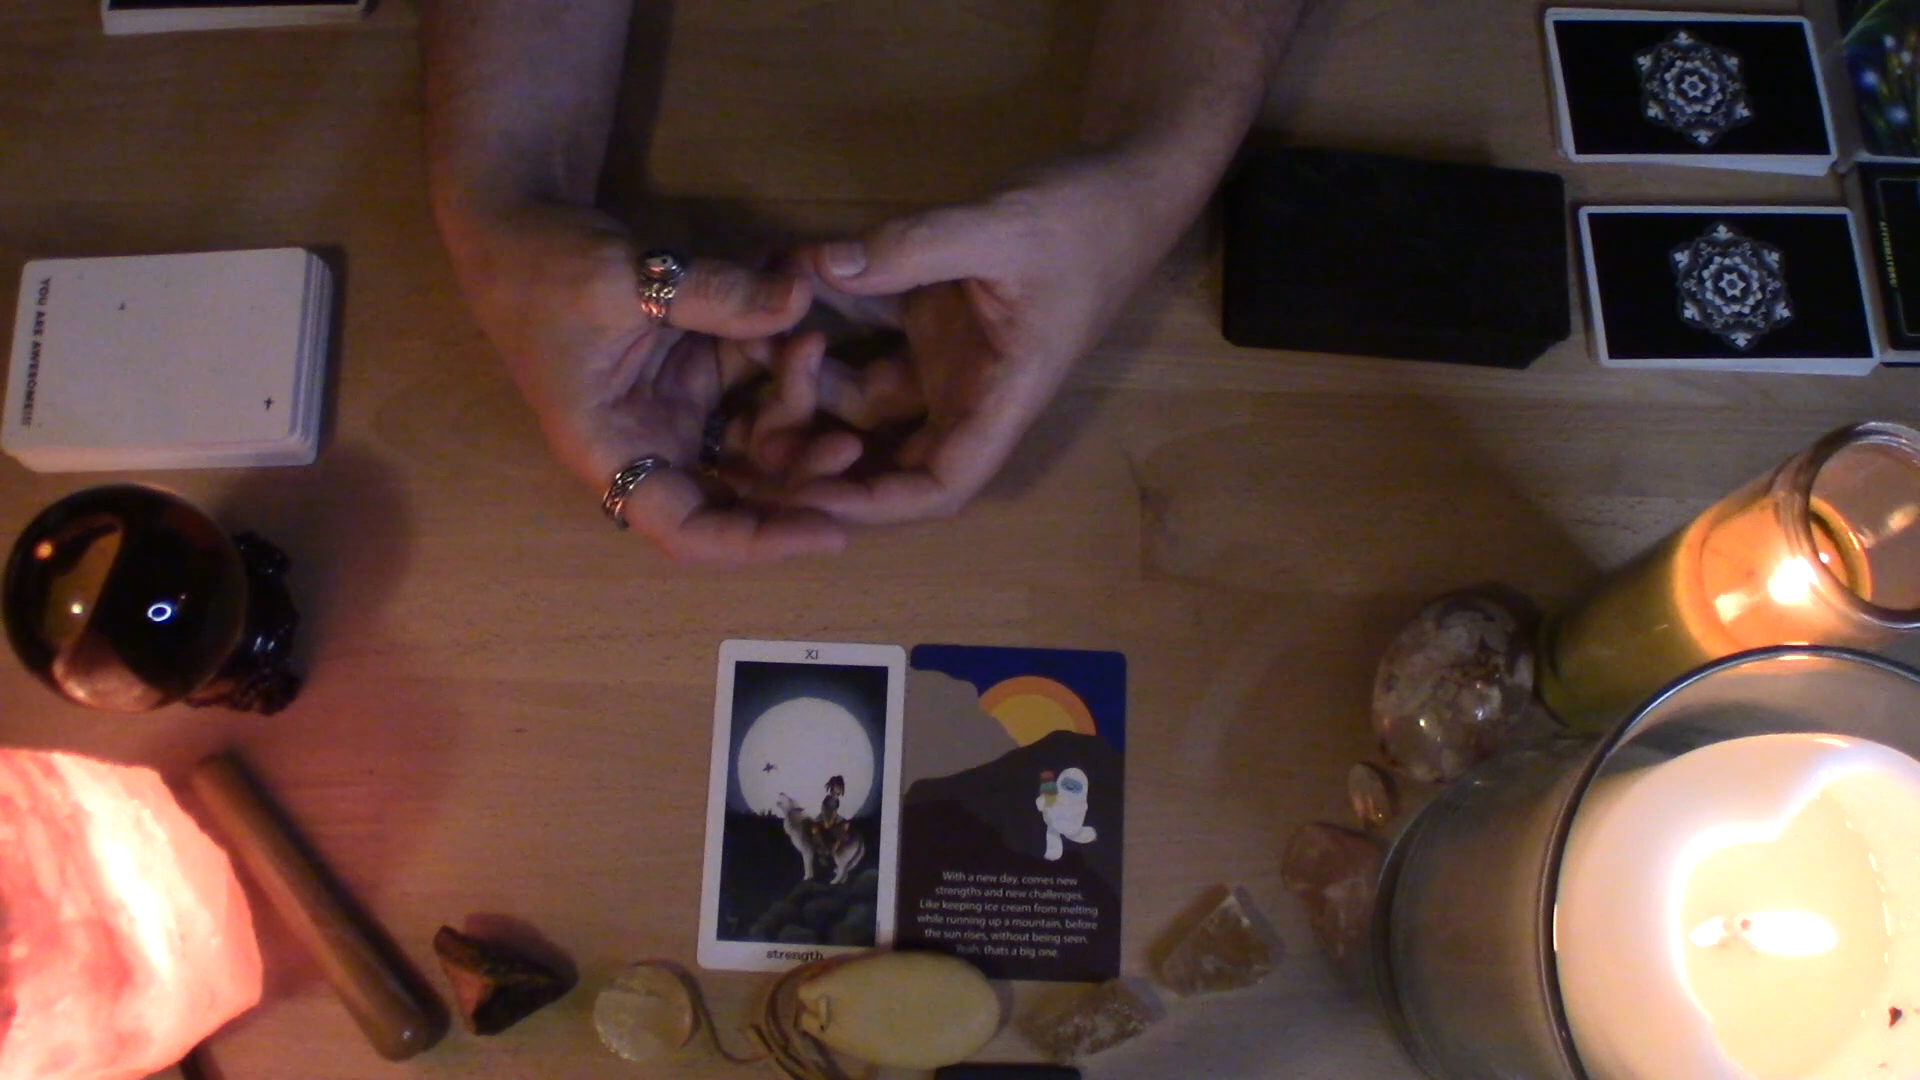 YOU ARE AWESOME!!!
XI
strength
With a new day, comes new
strengths and new challenges.
Like keeping ice cream from melting
while running up a mountain, before
the sun rises, without being seen.
Yeah, thats a big one.